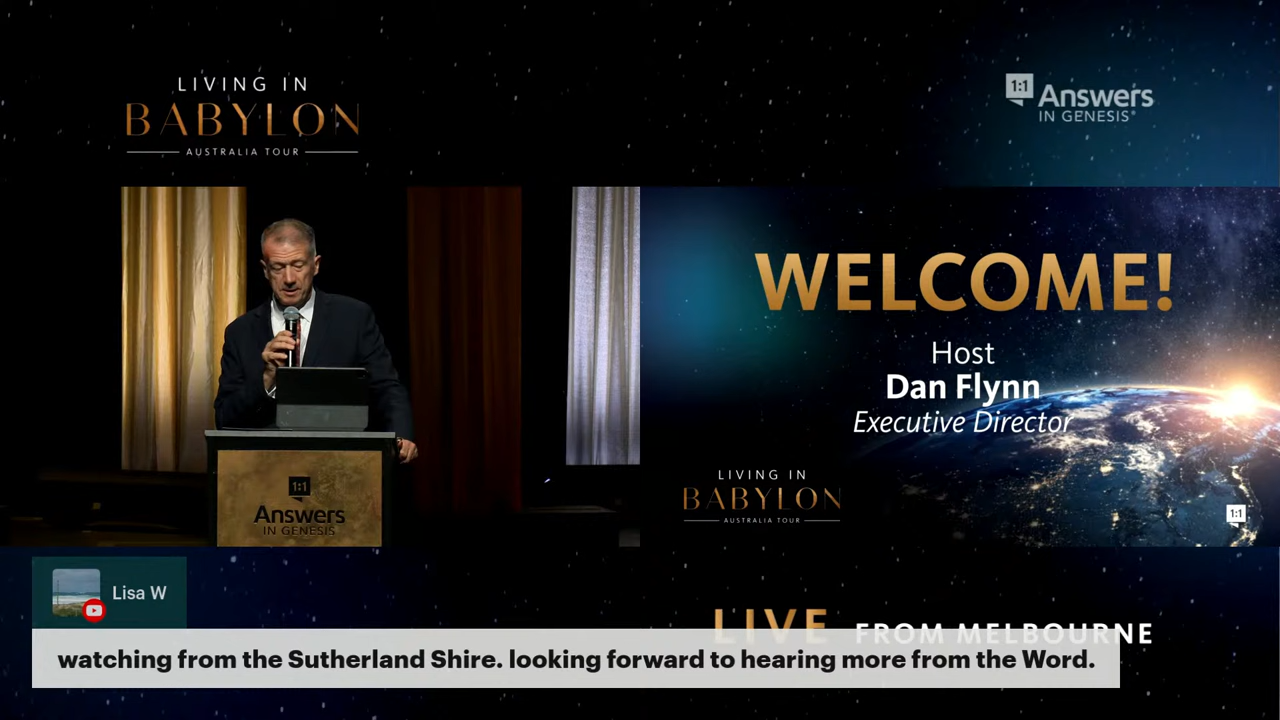 LIVING IN
BABYLON
AUSTRALIA TOUR
1:1 Answers
IN GENESIS®
WELCOME!
Host
Dan Flynn
Executive Director
LIVING IN
BABYLON
AUSTRALIA TOUR
1:1
1:1
Answers
IN GENESIS
Lisa W
LIVE FROM MELBOURNE
watching from the Sutherland Shire. looking forward to hearing more from the Word.